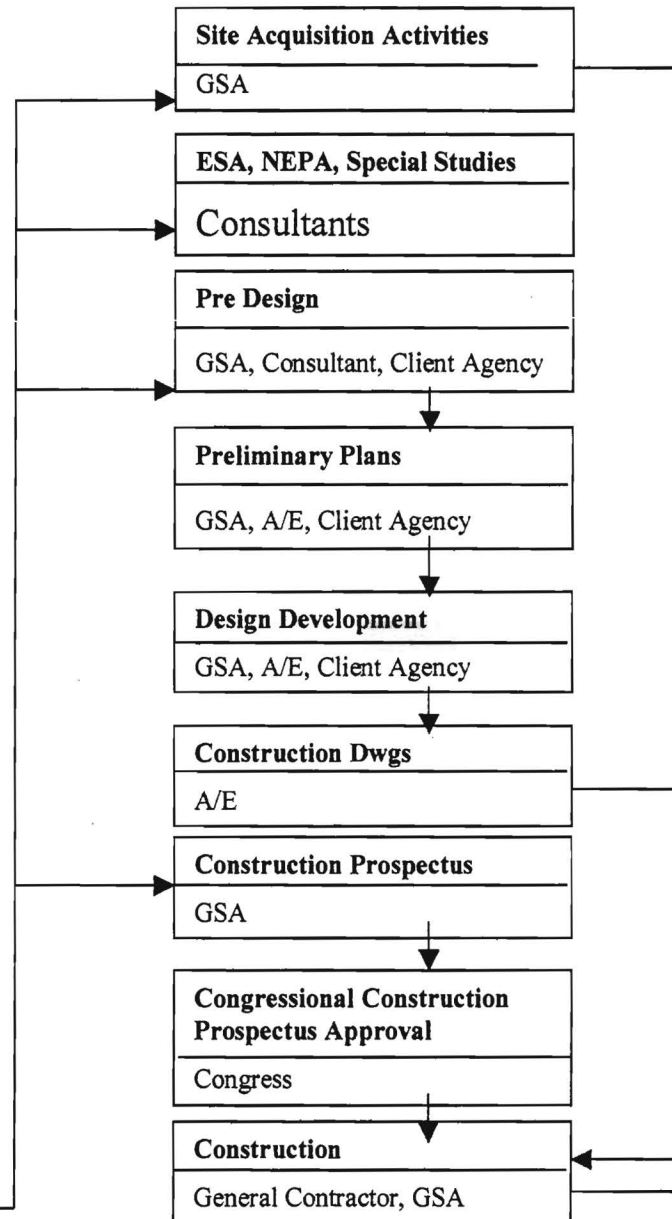 Site Acquisition Activities
GSA
ESA, NEPA, Special Studies
Consultants
Pre Design
GSA, Consultant, Client Agency
Preliminary Plans
GSA, A/E, Client Agency
Design Development
GSA, A/E, Client Agency
Construction Dwgs
A/E
Construction Prospectus
GSA
Congressional Construction
Prospectus Approval
Congress
Construction
General Contractor, GSA